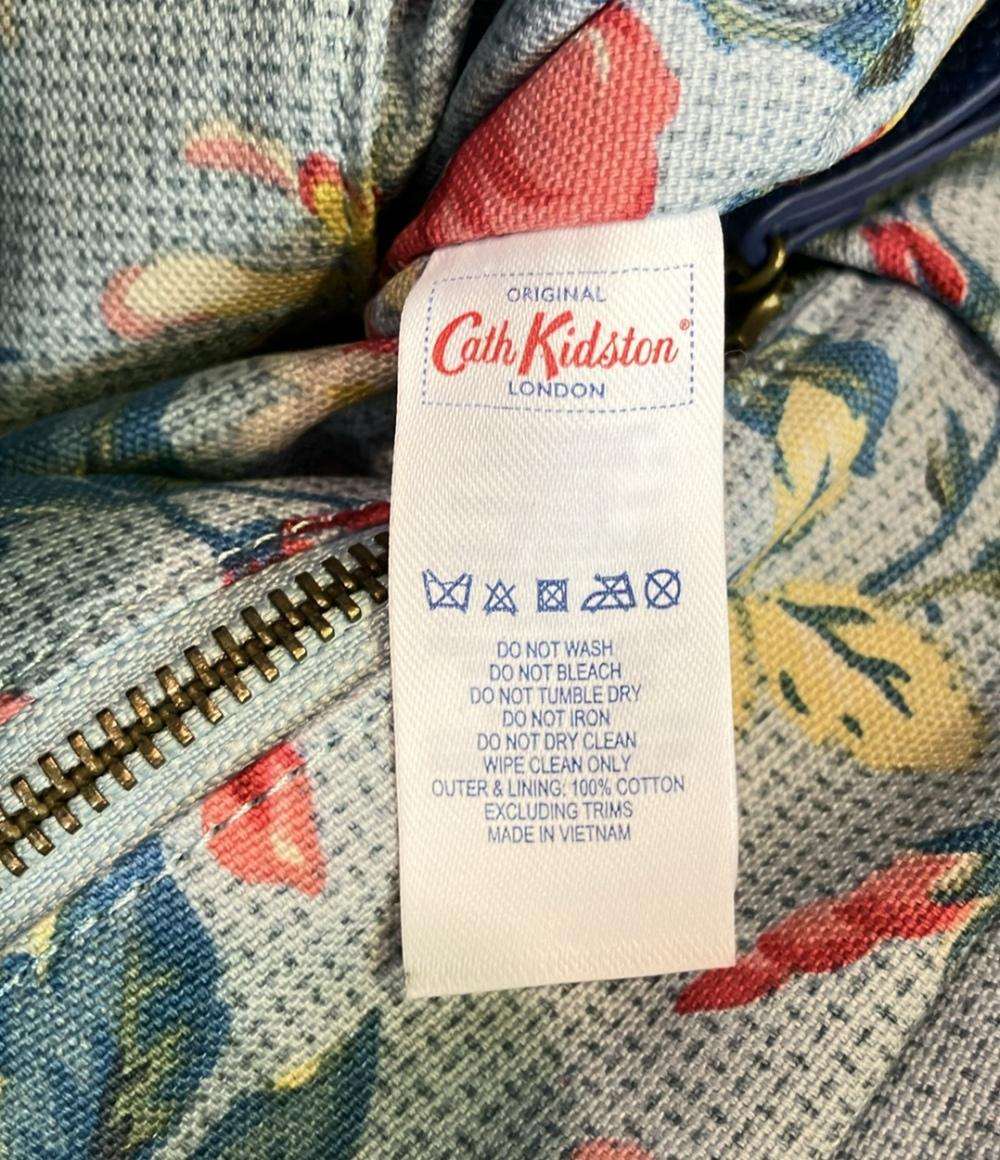 ORIGINAL
Cath Kidston®
LONDON
DO NOT WASH
DO NOT BLEACH
DO NOT TUMBLE DRY
DO NOT IRON
DO NOT DRY CLEAN
WIPE CLEAN ONLY
OUTER & LINING: 100% COTTON
EXCLUDING TRIMS
MADE IN VIETNAM